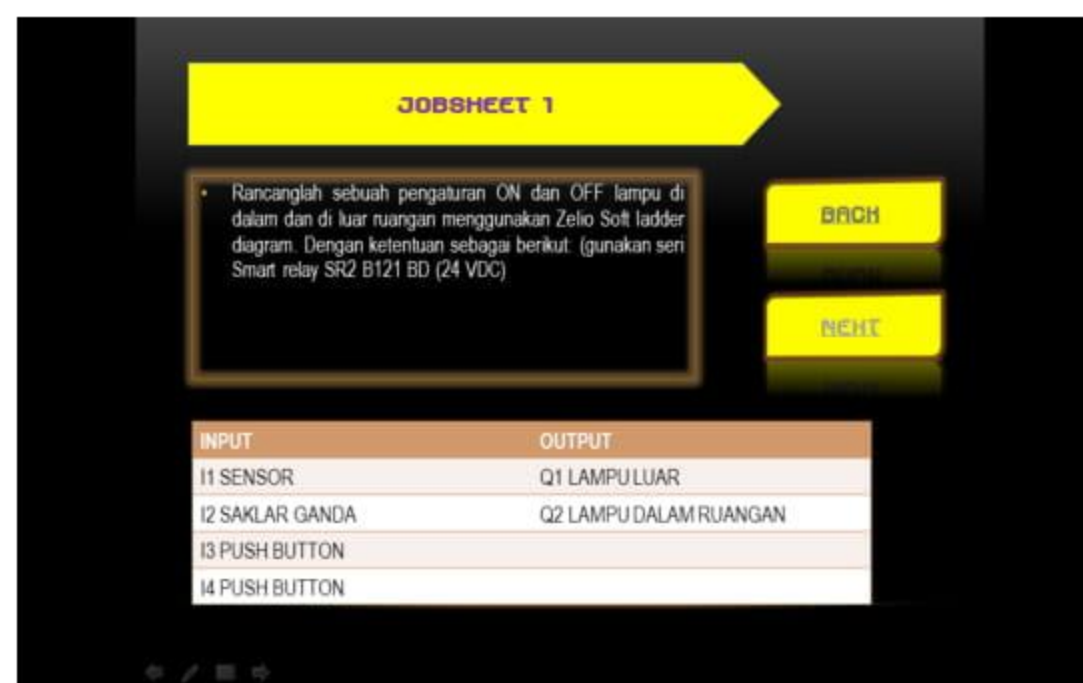 JOBSHEET 1
• Rancanglah sebuah pengaturan ON dan OFF lampu di
dalam dan di luar ruangan menggunakan Zelio Soft ladder
diagram. Dengan ketentuan sebagai berikut: (gunakan seri
Smart relay SR2 B121 BD (24 VDC)
BACK
NEXT
INPUT OUTPUT
I1 SENSOR Q1 LAMPU LUAR
I2 SAKLAR GANDA Q2 LAMPU DALAM RUANGAN
I3 PUSH BUTTON
I4 PUSH BUTTON